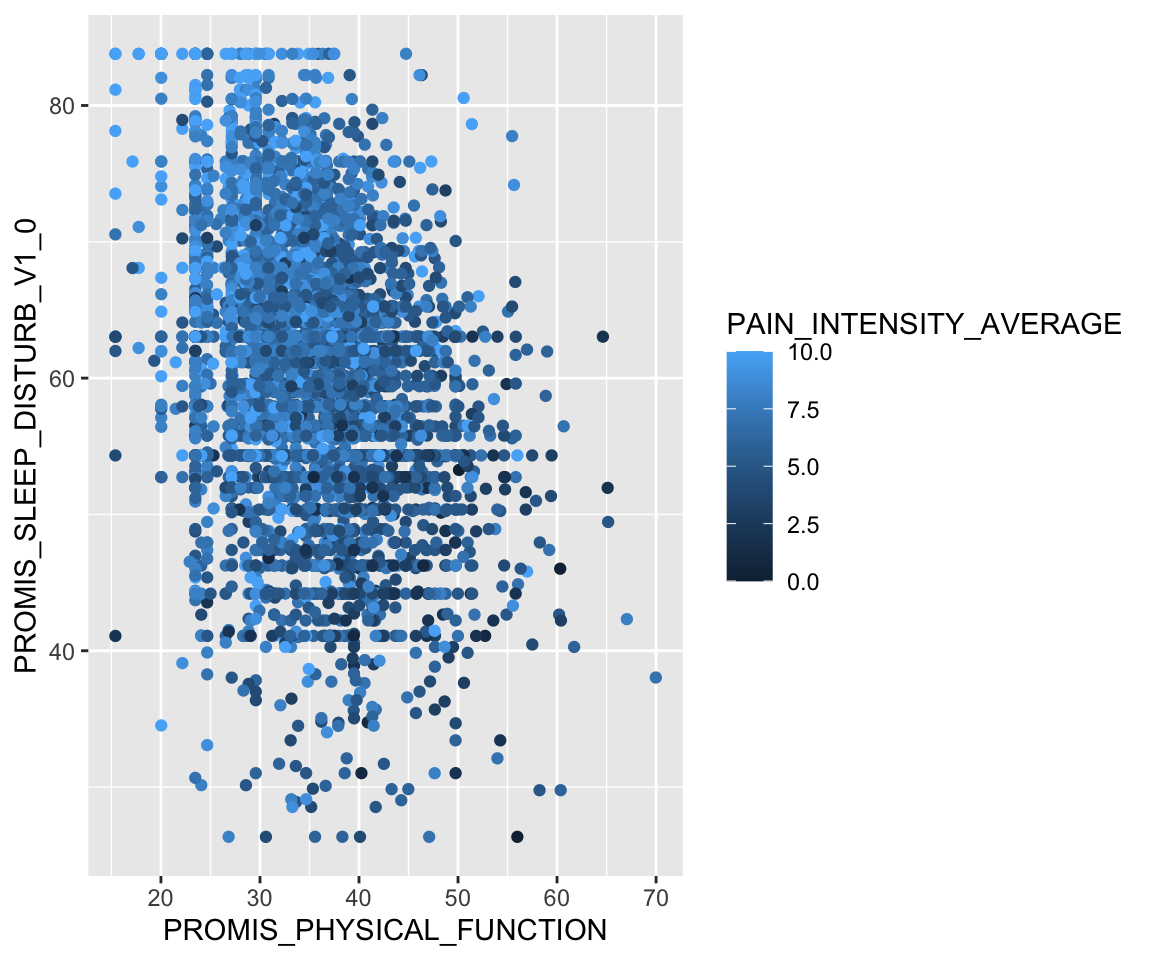 PROMIS_SLEEP_DISTURB_V1_0
80
60
40
20 30 40 50 60 70
PROMIS_PHYSICAL_FUNCTION
PAIN_INTENSITY_AVERAGE
10.0
7.5
5.0
2.5
0.0